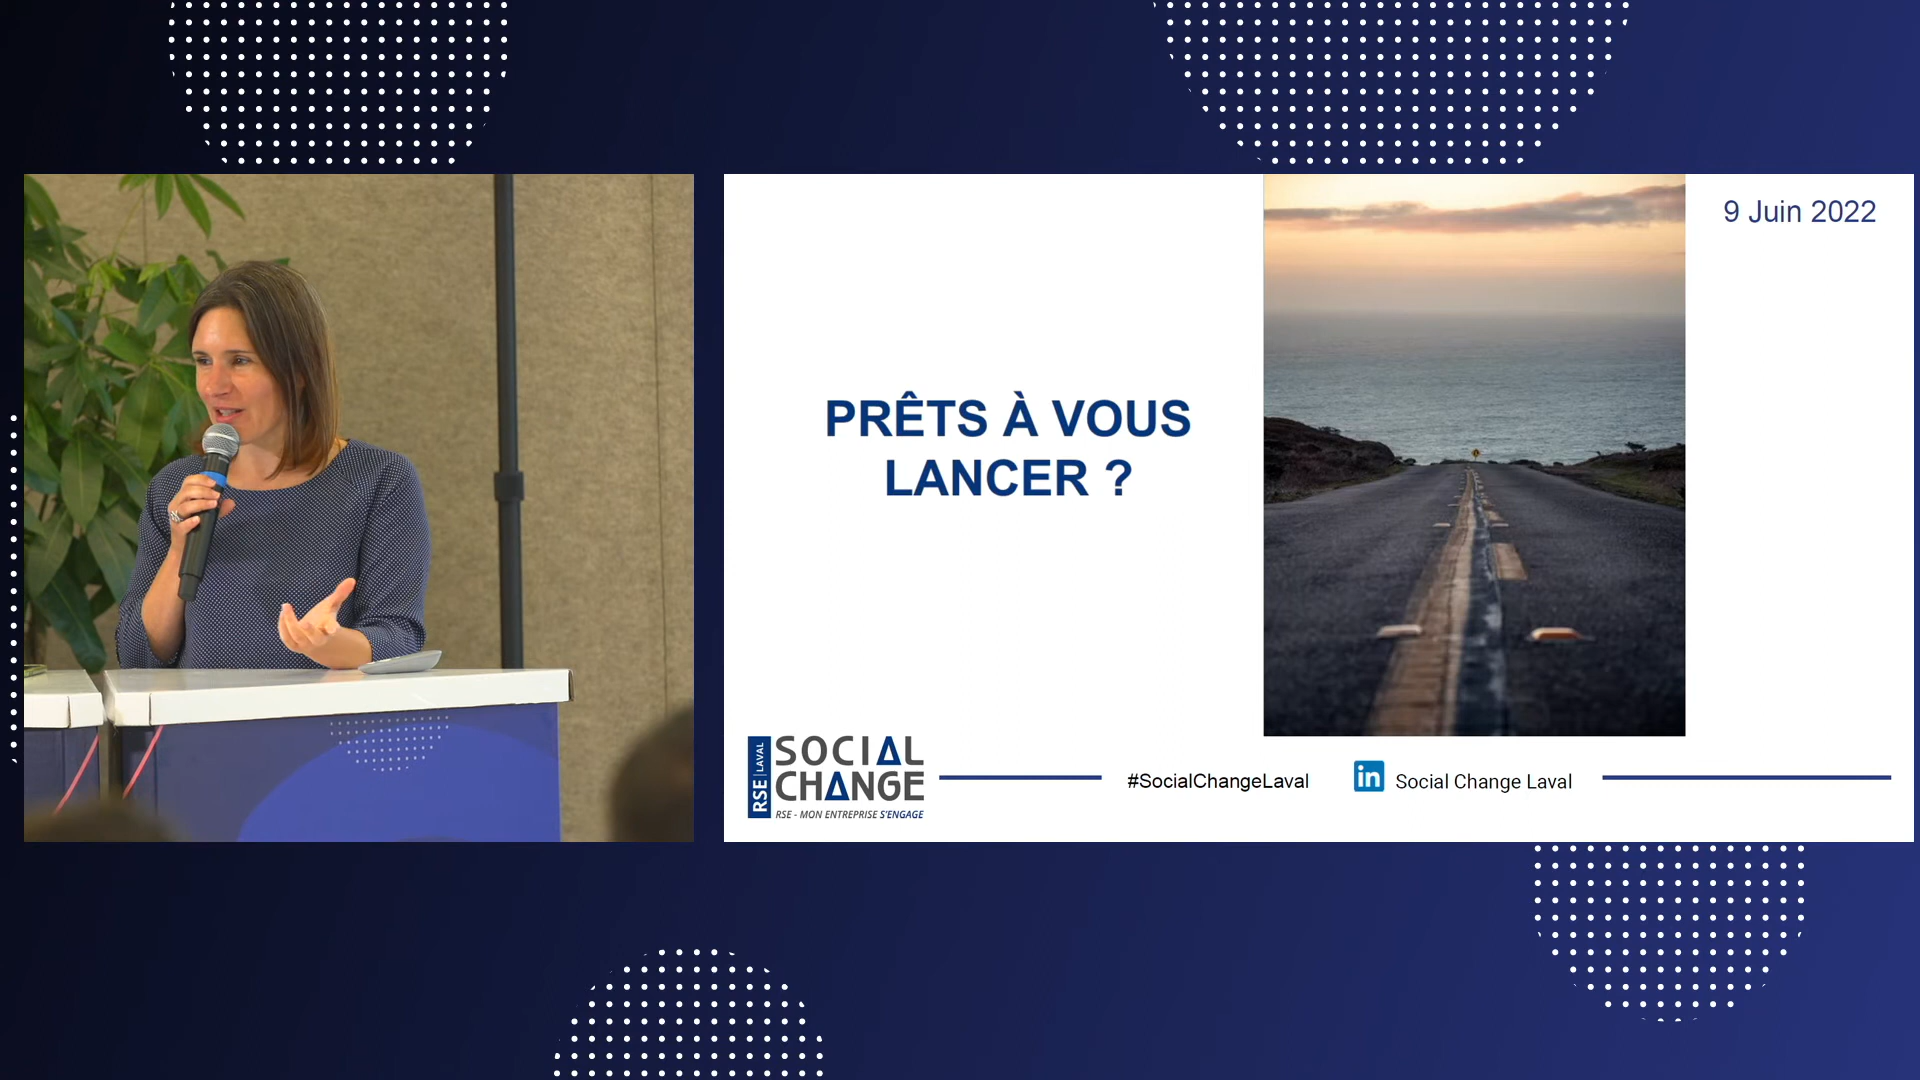 9 Juin 2022
PRÊTS À VOUS
LANCER ?
RSE | LAVAL
SOCIAL
CHANGE
RSE - MON ENTREPRISE S'ENGAGE
#SocialChangeLaval
in Social Change Laval